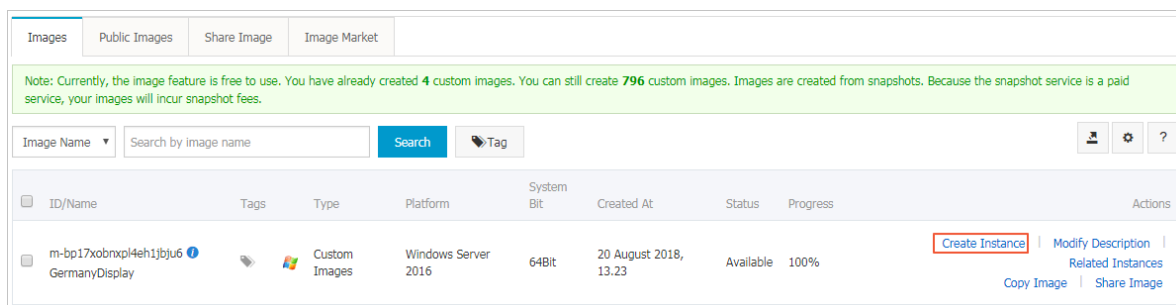 Images Public Images Share Image Image Market
Note: Currently, the image feature is free to use. You have already created 4 custom images. You can still create 796 custom images. Images are created from snapshots. Because the snapshot service is a paid
service, your images will incur snapshot fees.
Image Name Search by image name Search Tag ?
ID/Name Tags Type Platform System Bit Created At Status Progress Actions
m-bp17xobnxpl4eh1jbju6 Custom Windows Server 64Bit 20 August 2018, Available 100% Create Instance | Modify Description |
GermanyDisplay Images 2016 13.23 Related Instances
Copy Image | Share Image